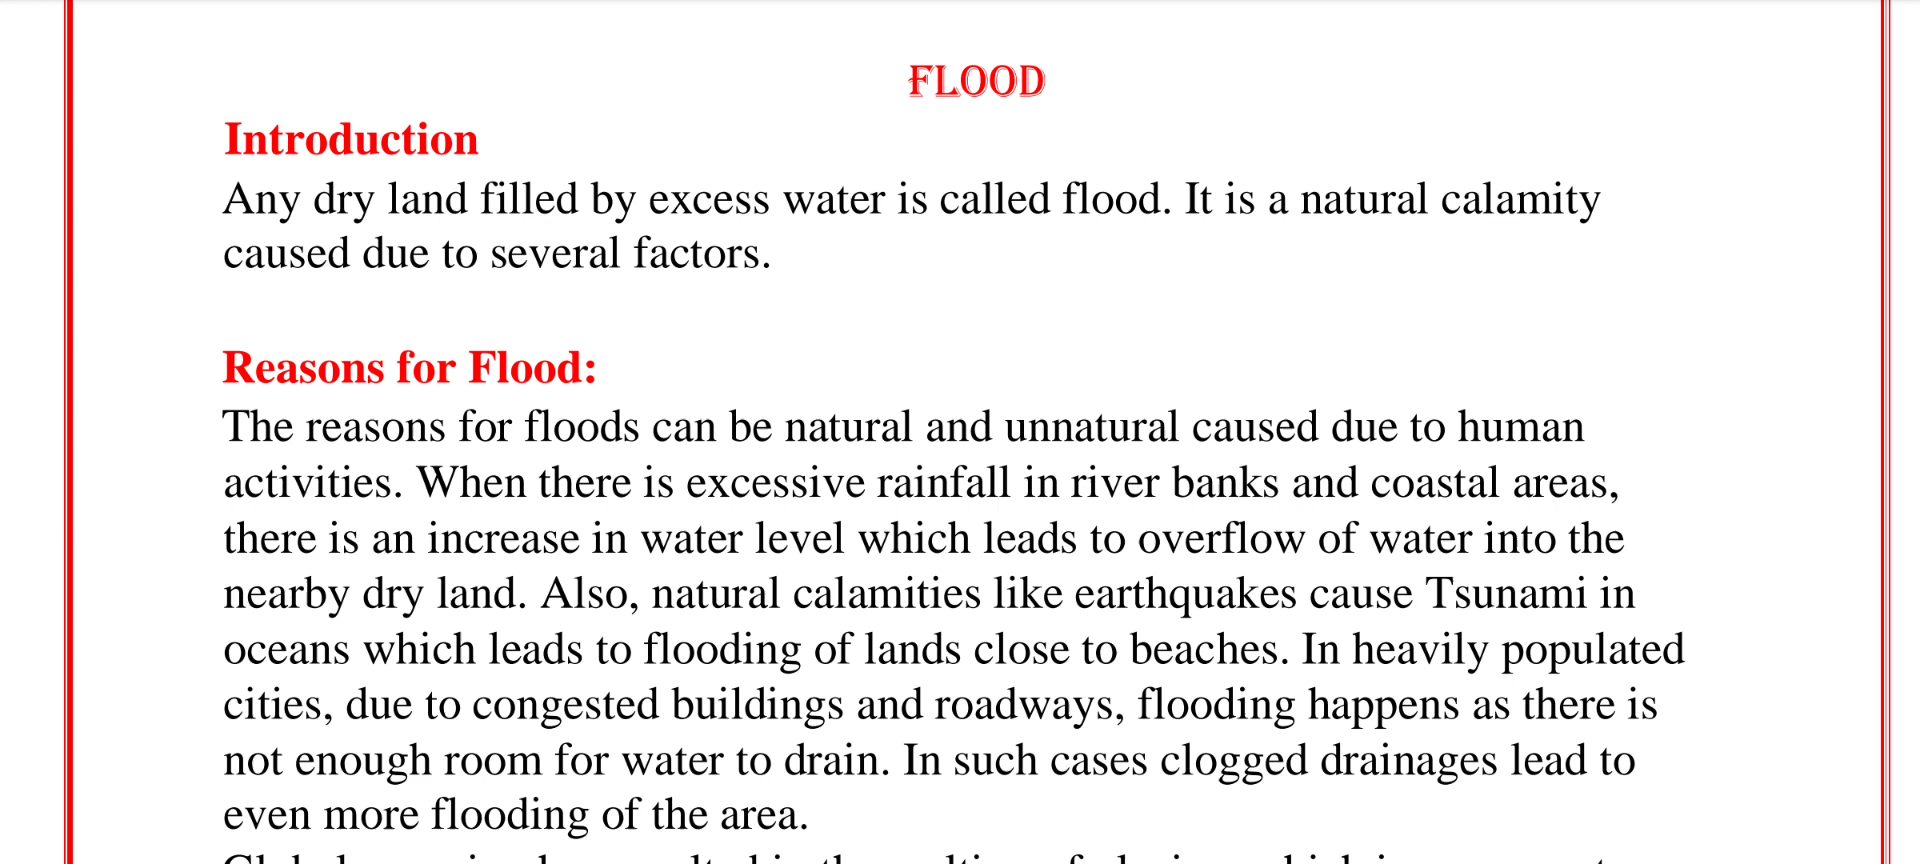 FLOOD
Introduction
Any dry land filled by excess water is called flood. It is a natural calamity
caused due to several factors.
Reasons for Flood:
The reasons for floods can be natural and unnatural caused due to human
activities. When there is excessive rainfall in river banks and coastal areas,
there is an increase in water level which leads to overflow of water into the
nearby dry land. Also, natural calamities like earthquakes cause Tsunami in
oceans which leads to flooding of lands close to beaches. In heavily populated
cities, due to congested buildings and roadways, flooding happens as there is
not enough room for water to drain. In such cases clogged drainages lead to
even more flooding of the area.